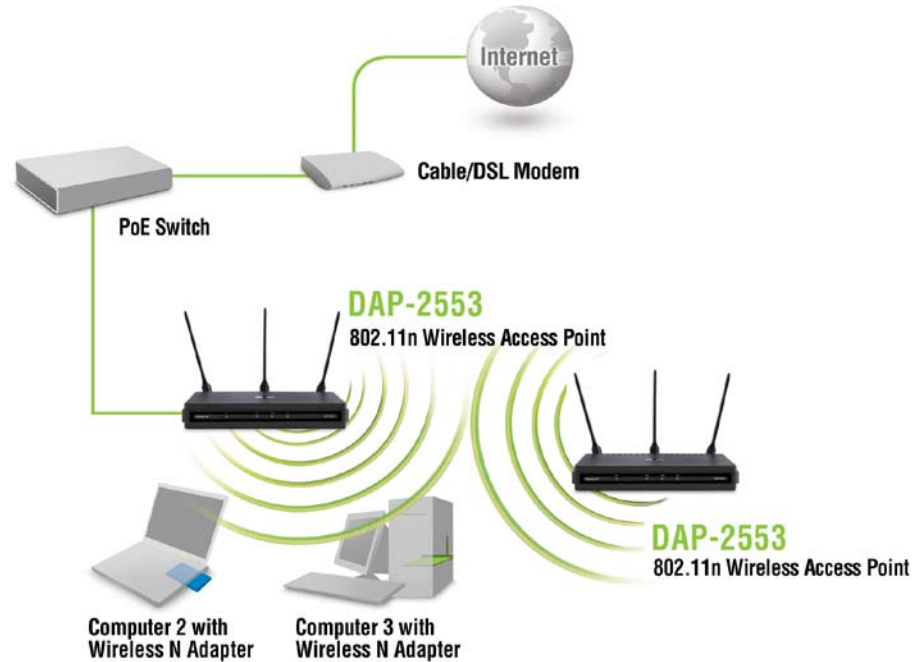 Internet
Cable/DSL Modem
PoE Switch
DAP-2553
802.11n Wireless Access Point
DAP-2553
802.11n Wireless Access Point
Computer 2 with
Wireless N Adapter
Computer 3 with
Wireless N Adapter